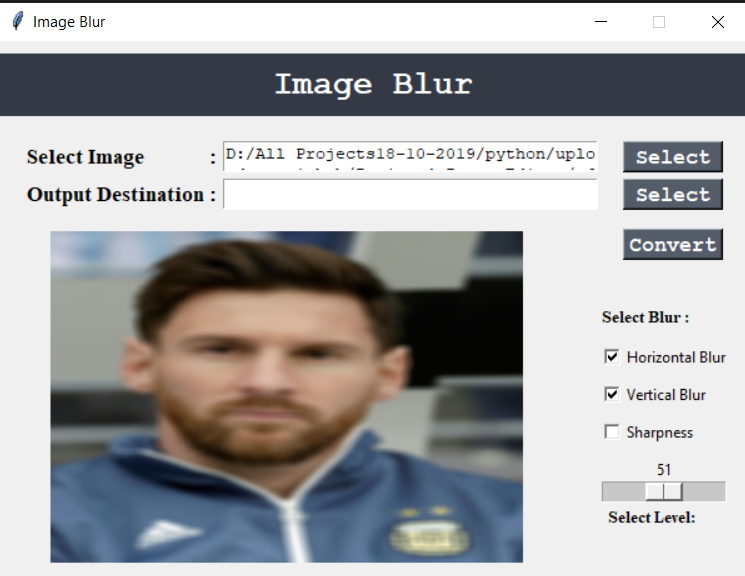 Image Blur
Image Blur
Select Image : D:/All Projects18-10-2019/python/uplo Select
Output Destination : Select
Convert
Select Blur :
Horizontal Blur
Vertical Blur
Sharpness
51
Select Level: